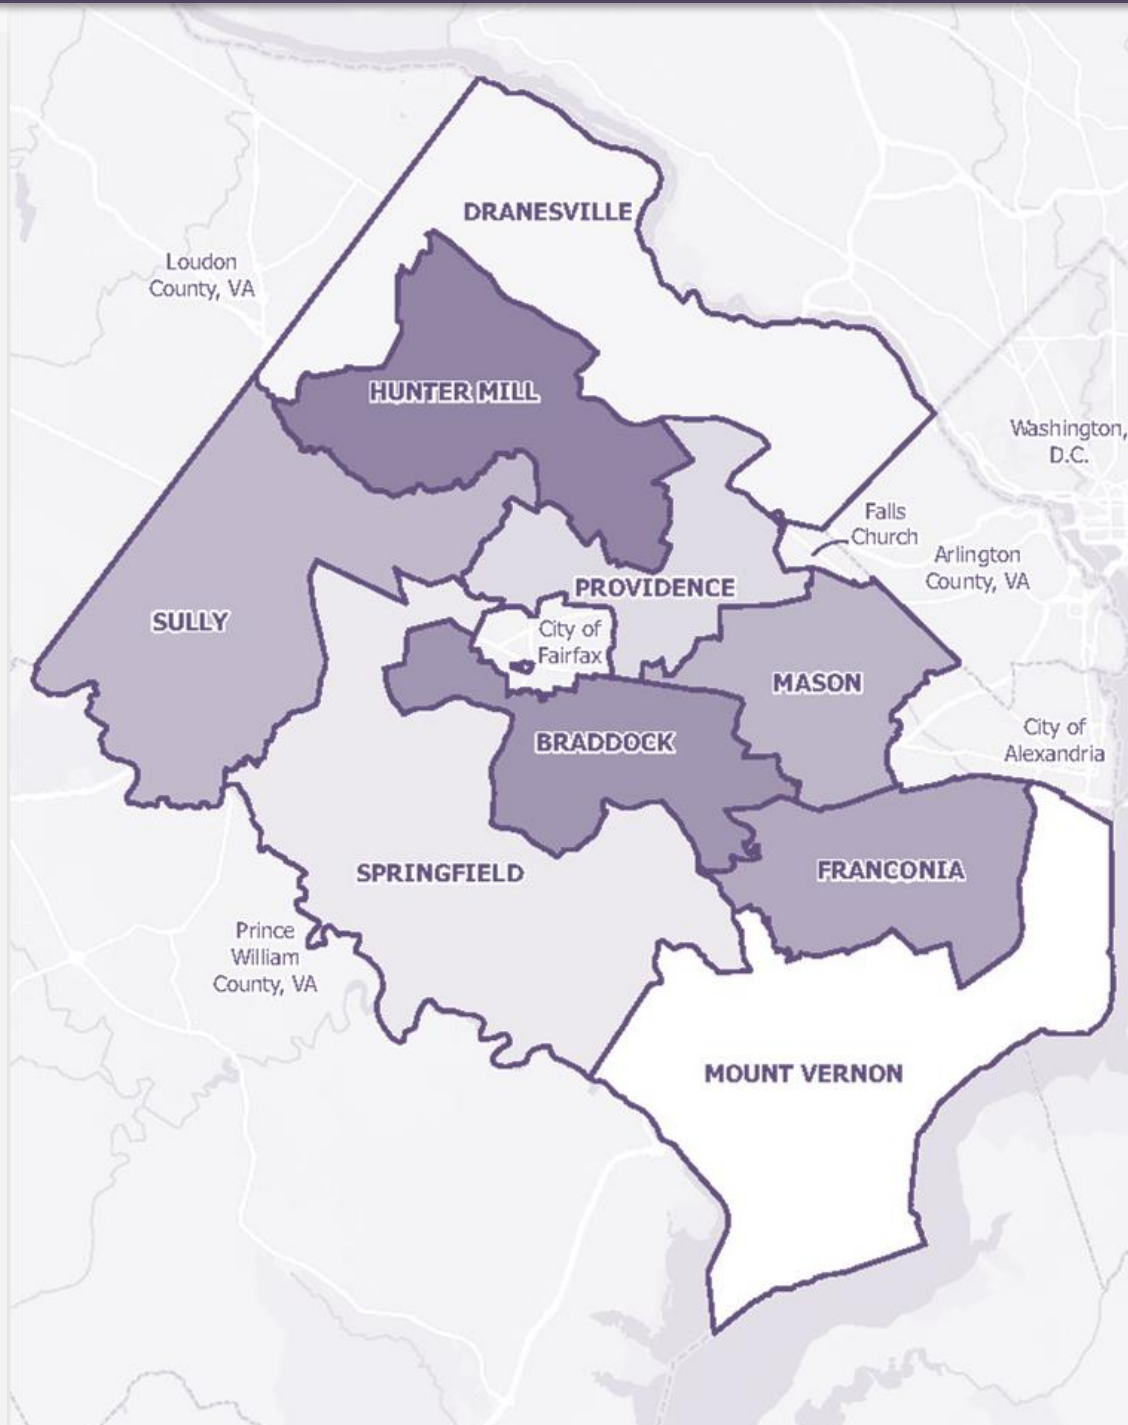 DRANESVILLE
Loudon
County, VA
HUNTER MILL
Washington,
D.C.
Falls
Church
Arlington
County, VA
PROVIDENCE
SULLY
City of
Fairfax
MASON
City of
Alexandria
BRADDOCK
SPRINGFIELD
FRANCONIA
Prince
William
County, VA
MOUNT VERNON